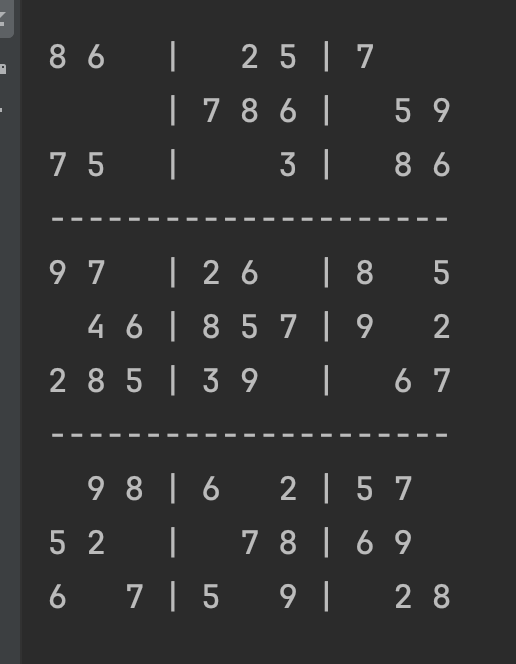 8 6   |   2 5 | 7
      | 7 8 6 |   5 9
7 5   |     3 |   8 6
---------------------
9 7   | 2 6   | 8   5
  4 6 | 8 5 7 | 9   2
2 8 5 | 3 9   |   6 7
---------------------
  9 8 | 6   2 | 5 7
5 2   |   7 8 | 6 9
6   7 | 5   9 |   2 8